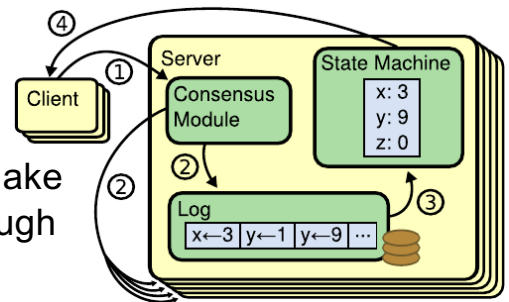 ④
①
Server
State Machine
Client
Consensus
Module
x: 3
y: 9
z: 0
ake
ugh
②
②
③
Log
x←3 y←1 y←9 ...